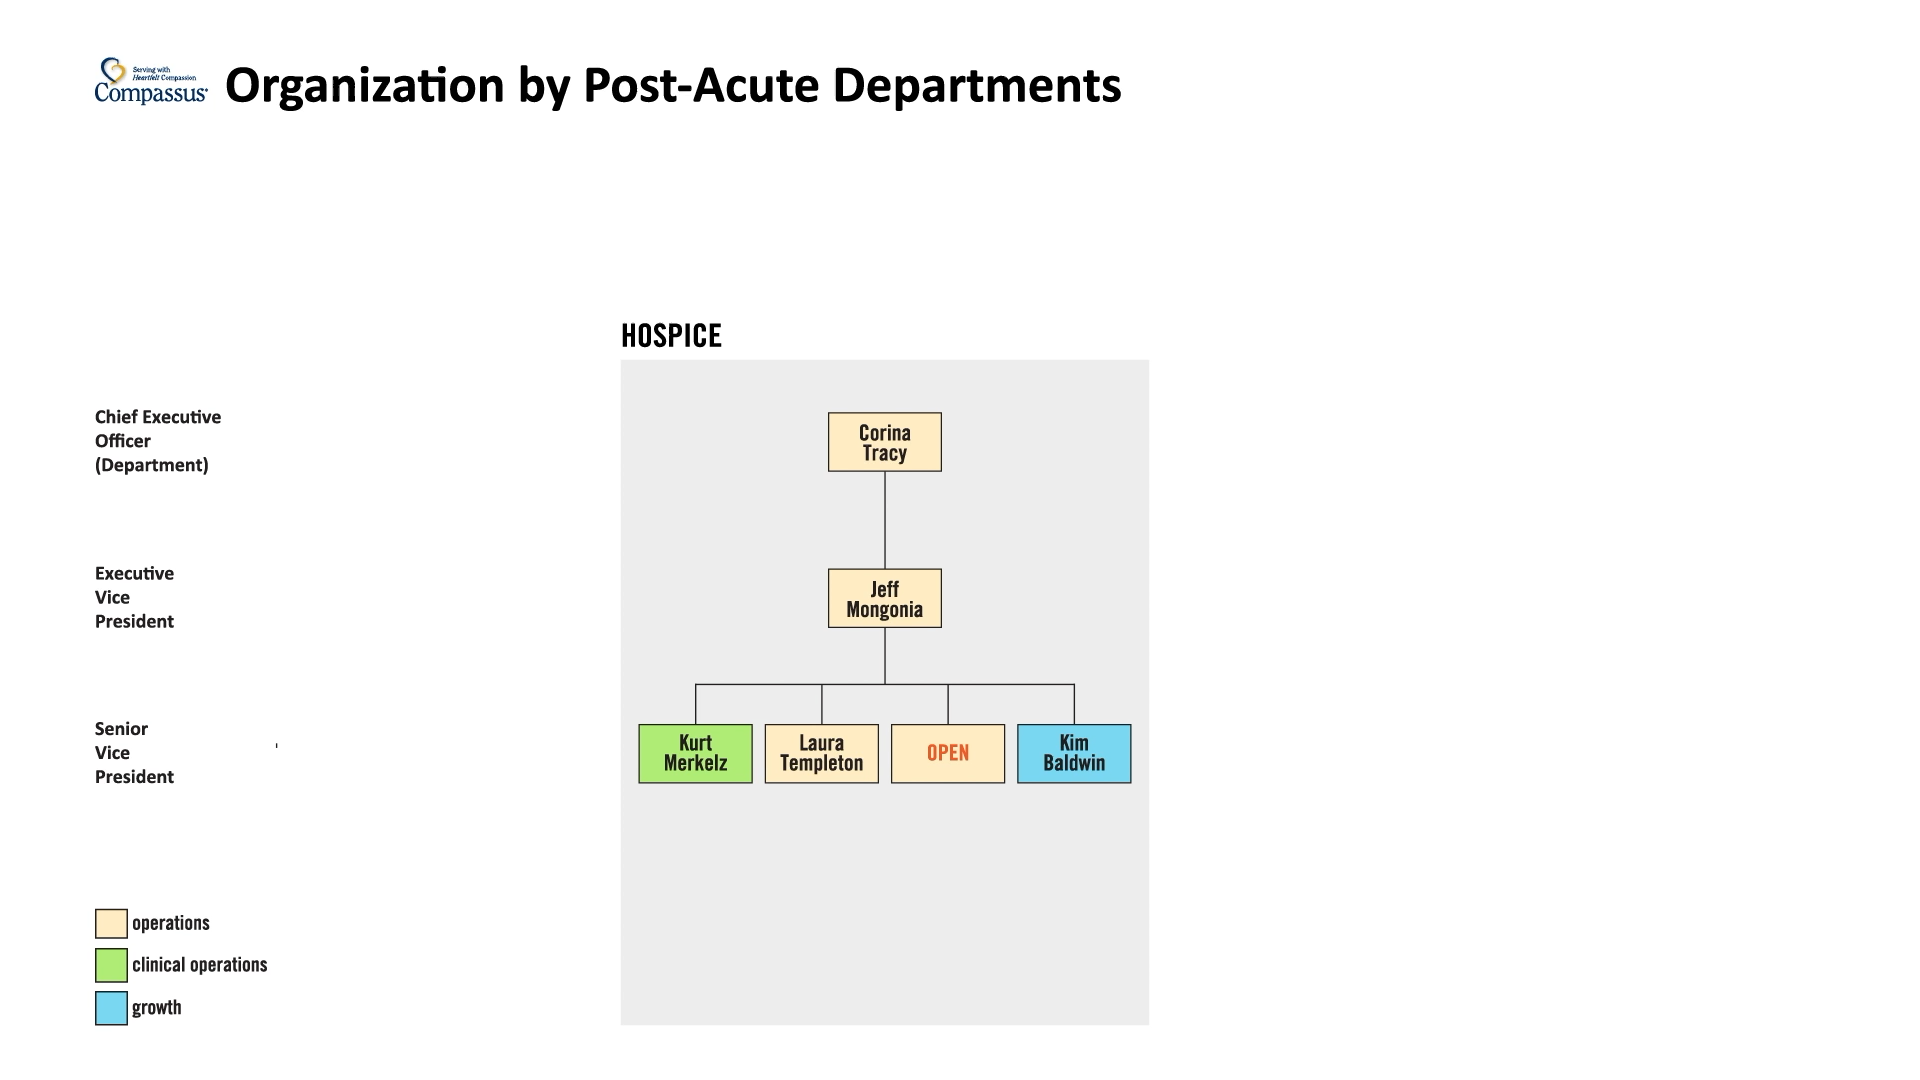 Serving with
Heartfelt Compassion
Compassus
Organization by Post-Acute Departments
HOSPICE
Chief Executive
Officer
(Department)
Corina
Tracy
Executive
Vice
President
Jeff
Mongonia
Senior
Vice
President
Kurt
Merkelz
Laura
Templeton
OPEN
Kim
Baldwin
operations
clinical operations
growth